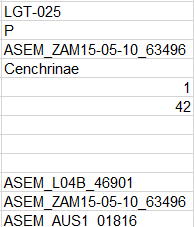 LGT-025
P
ASEM_ZAM15-05-10_63496
Cenchrinae
1
42
ASEM_L04B_46901
ASEM_ZAM15-05-10_63496
ASEM_AUS1_01816